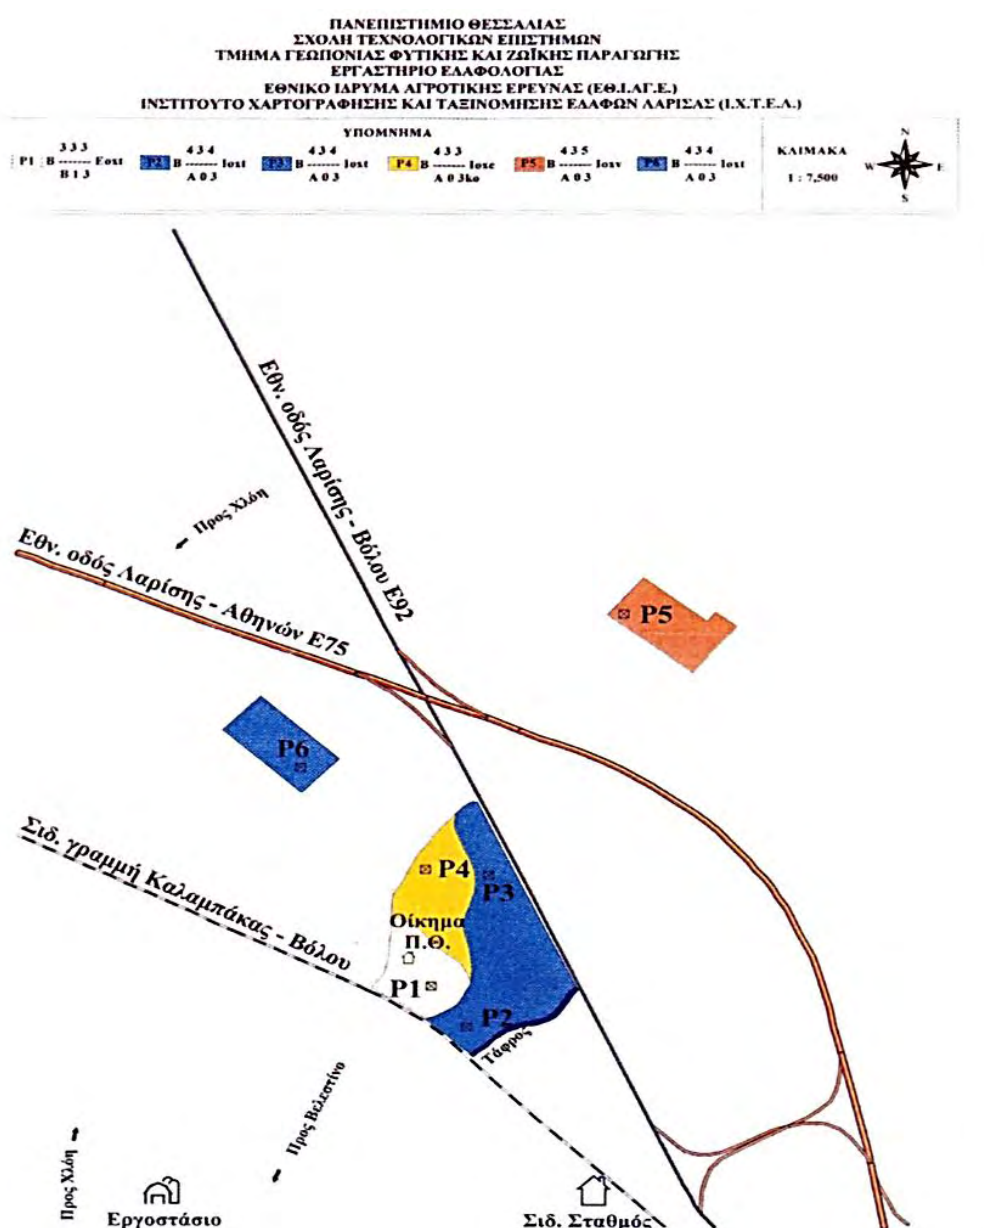 ΠΑΝΕΠΙΣΤΗΜΙΟ ΘΕΣΣΑΛΙΑΣ
ΣΧΟΛΗ ΤΕΧΝΟΛΟΓΙΚΩΝ ΕΠΙΣΤΗΜΩΝ
ΤΜΗΜΑ ΓΕΩΠΟΝΙΑΣ ΦΥΤΙΚΗΣ ΚΑΙ ΖΩΪΚΗΣ ΠΑΡΑΓΩΓΗΣ
ΕΡΓΑΣΤΗΡΙΟ ΕΔΑΦΟΛΟΓΙΑΣ
ΕΘΝΙΚΟ ΙΔΡΥΜΑ ΑΓΡΟΤΙΚΗΣ ΕΡΕΥΝΑΣ (ΕΘ.Ι.ΑΓ.Ε.)
ΙΝΣΤΙΤΟΥΤΟ ΧΑΡΤΟΓΡΑΦΗΣΗΣ ΚΑΙ ΤΑΞΙΝΟΜΗΣΗΣ ΕΔΑΦΩΝ ΛΑΡΙΣΑΣ (Ι.Χ.Τ.Ε.Λ.)
ΥΠΟΜΝΗΜΑ
333 434 434 433 435 434
P1 : B ------- Eoxt P2 B ------- Ioxt P3 B ------- Ioxt P4 B ------- Ioxc P5 B ------- Ioxv P6 B ------- Ioxt
B13 A03 A03 A03ko A03 A03
ΚΛΙΜΑΚΑ
1 : 7,500
N
W E
S
Εθν. οδός Λαρίσης - Βόλου Ε92
Προς Χλόη
Εθν. οδός Λαρίσης - Αθηνών Ε75
P5
P6
Σιδ. γραμμή Καλαμπάκας - Βόλου
P4
P3
Οίκημα
Π.Θ.
P1
P2
Τάφρος
Προς Βελεστίνο
Προς Χλόη
Εργοστάσιο
Σιδ. Σταθμός